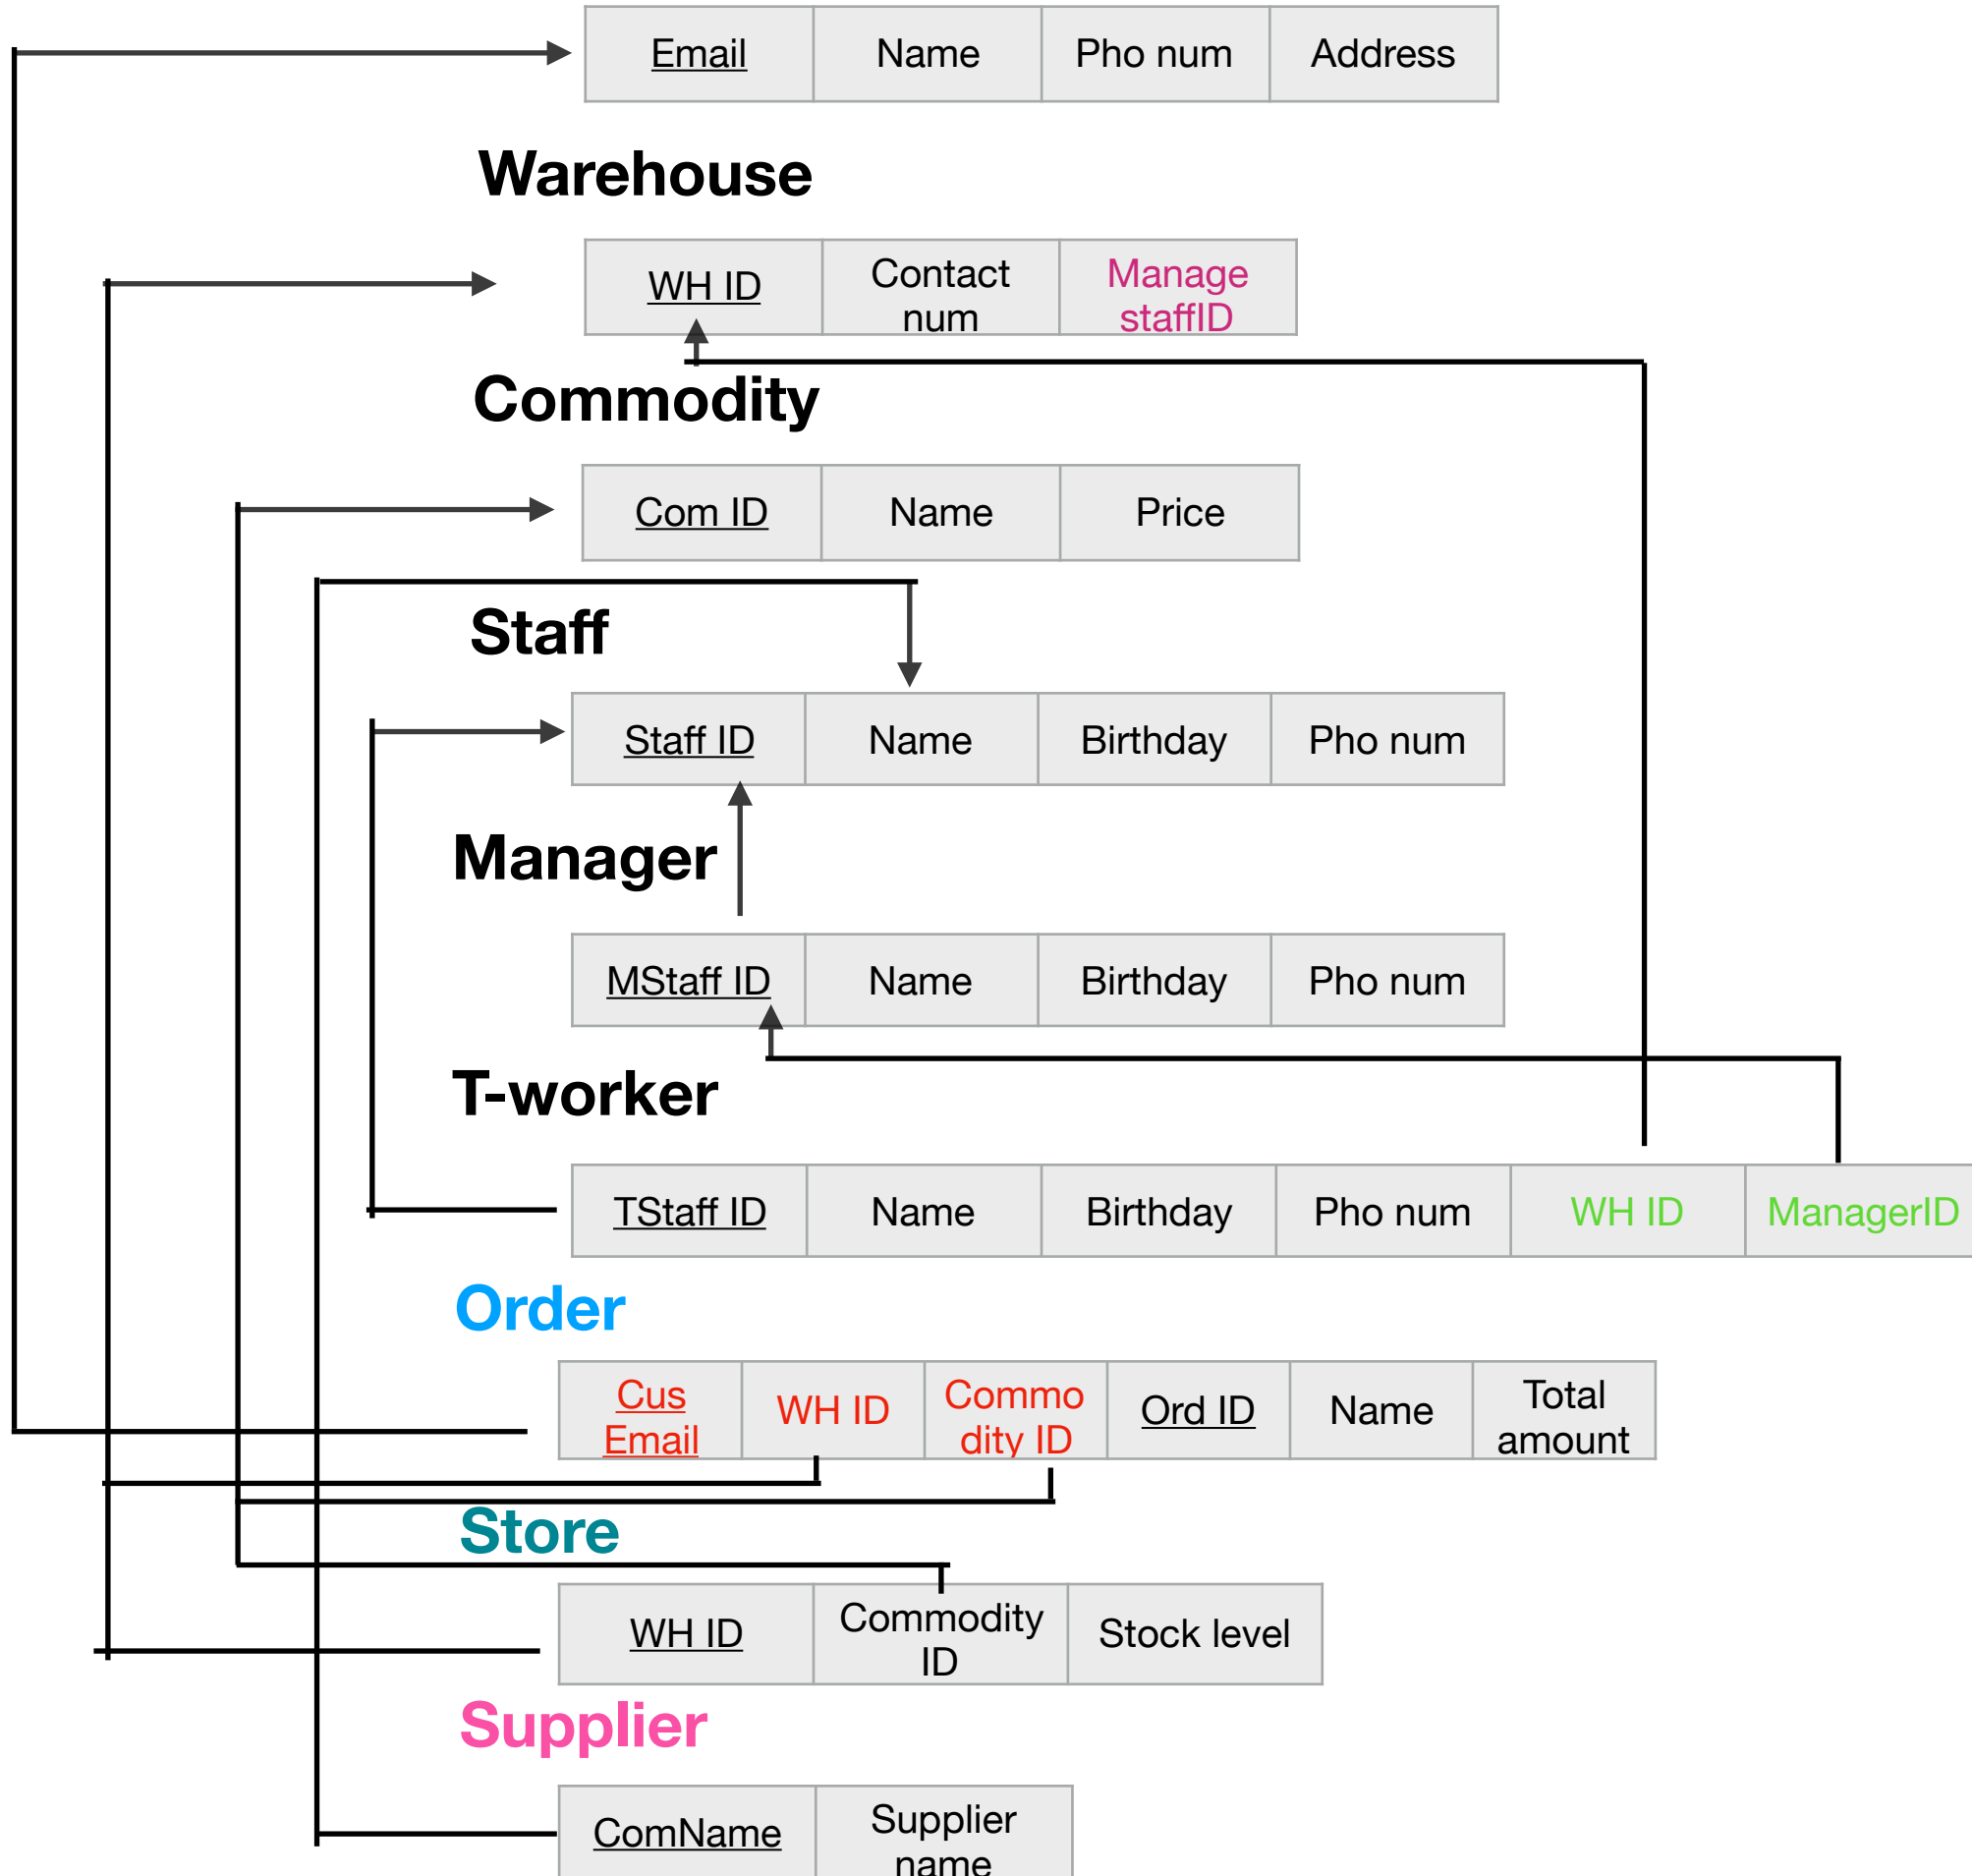 Email Name Pho num Address
Warehouse
WH ID Contact num Manage staffID
Commodity
Com ID Name Price
Staff
Staff ID Name Birthday Pho num
Manager
MStaff ID Name Birthday Pho num
T-worker
TStaff ID Name Birthday Pho num WH ID ManagerID
Order
Cus Email WH ID Commo dity ID Ord ID Name Total amount
Store
WH ID Commodity ID Stock level
Supplier
ComName Supplier name